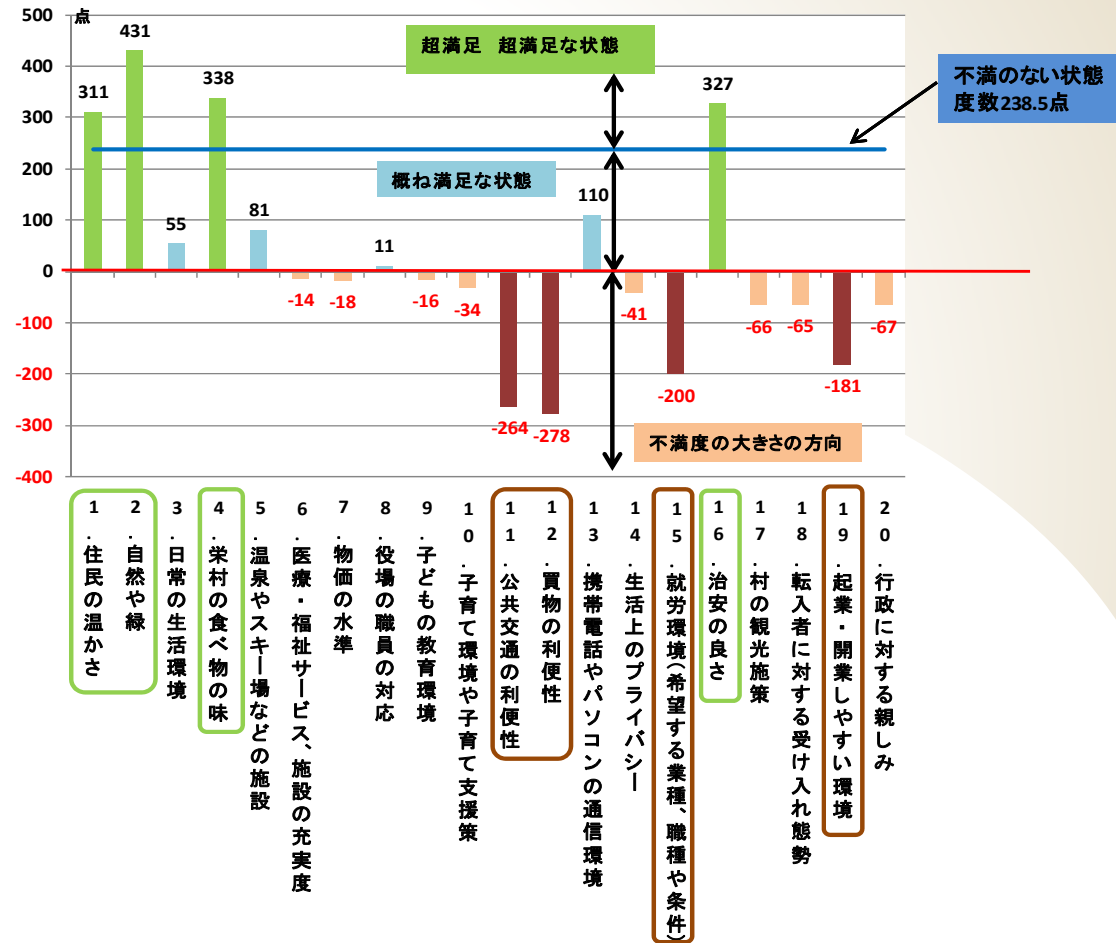 点
500
400
300
200
100
0
-100
-200
-300
-400
311
431
55
338
81
-14
-18
11
-16
-34
-264
-278
110
-41
-200
327
-66
-65
-181
-67
超満足 超満足な状態
概ね満足な状態
不満度の大きさの方向
不満のない状態
度数238.5点
1.住民の温かさ
2.自然や緑
3.日常の生活環境
4.栄村の食べ物の味
5.温泉やスキー場などの施設
6.医療・福祉サービス、施設の充実度
7.物価の水準
8.役場の職員の対応
9.子どもの教育環境
10.子育て環境や子育て支援策
11.公共交通の利便性
12.買物の利便性
13.携帯電話やパソコンの通信環境
14.生活上のプライバシー
15.就労環境(希望する業種、職種や条件)
16.治安の良さ
17.村の観光施策
18.転入者に対する受け入れ態勢
19.起業・開業しやすい環境
20.行政に対する親しみ